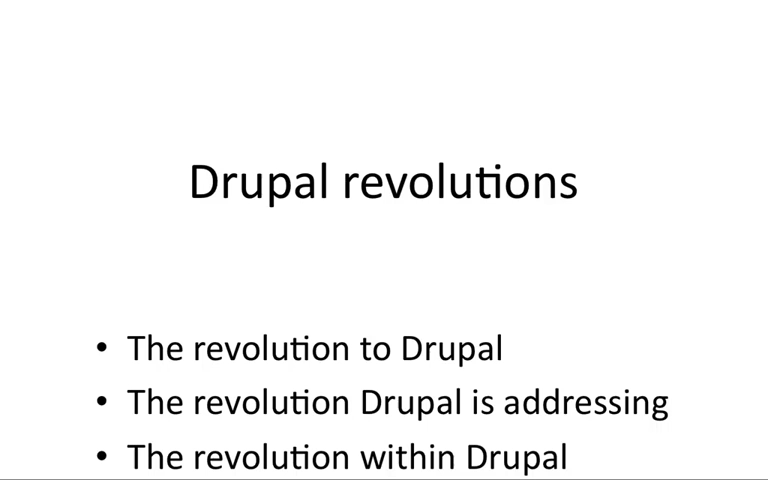 Drupal revolutions
• The revolution to Drupal
• The revolution Drupal is addressing
• The revolution within Drupal